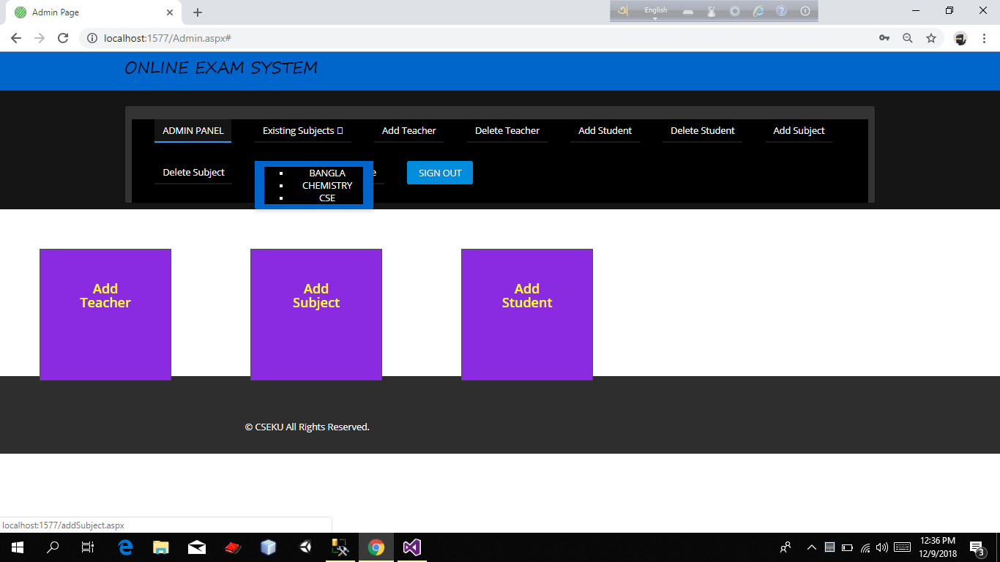 Admin Page
English
localhost:1577/Admin.aspx#
ONLINE EXAM SYSTEM
ADMIN PANEL Existing Subjects Add Teacher Delete Teacher Add Student Delete Student Add Subject
Delete Subject e SIGN OUT
BANGLA
CHEMISTRY
CSE
Add
Teacher
Add
Subject
Add
Student
© CSEKU All Rights Reserved.
localhost:1577/addSubject.aspx
12:36 PM
12/9/2018
3